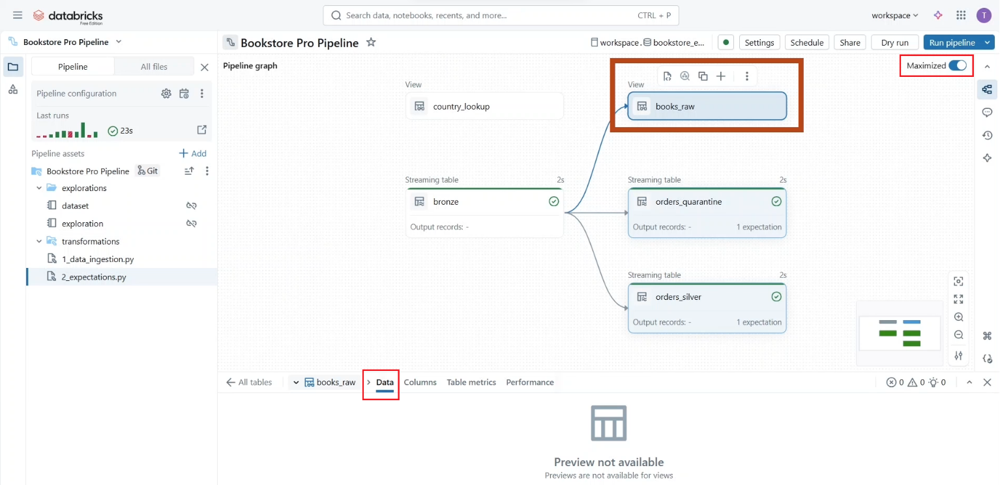 databricks
Free Edition
Search data, notebooks, recents, and more...
CTRL + P
workspace
T
Bookstore Pro Pipeline
Bookstore Pro Pipeline
workspace.
bookstore_e...
Settings
Schedule
Share
Dry run
Run pipeline
Pipeline
All files
Pipeline configuration
Last runs
23s
Pipeline assets
Add
Bookstore Pro Pipeline
Git
explorations
dataset
exploration
transformations
1_data_ingestion.py
2_expectations.py
Pipeline graph
Maximized
View
country_lookup
View
books_raw
Streaming table
2s
bronze
Output records: -
Streaming table
2s
orders_quarantine
Output records: -
1 expectation
Streaming table
2s
orders_silver
Output records: -
1 expectation
All tables
books_raw
Data
Columns
Table metrics
Performance
0
0
0
Preview not available
Previews are not available for views